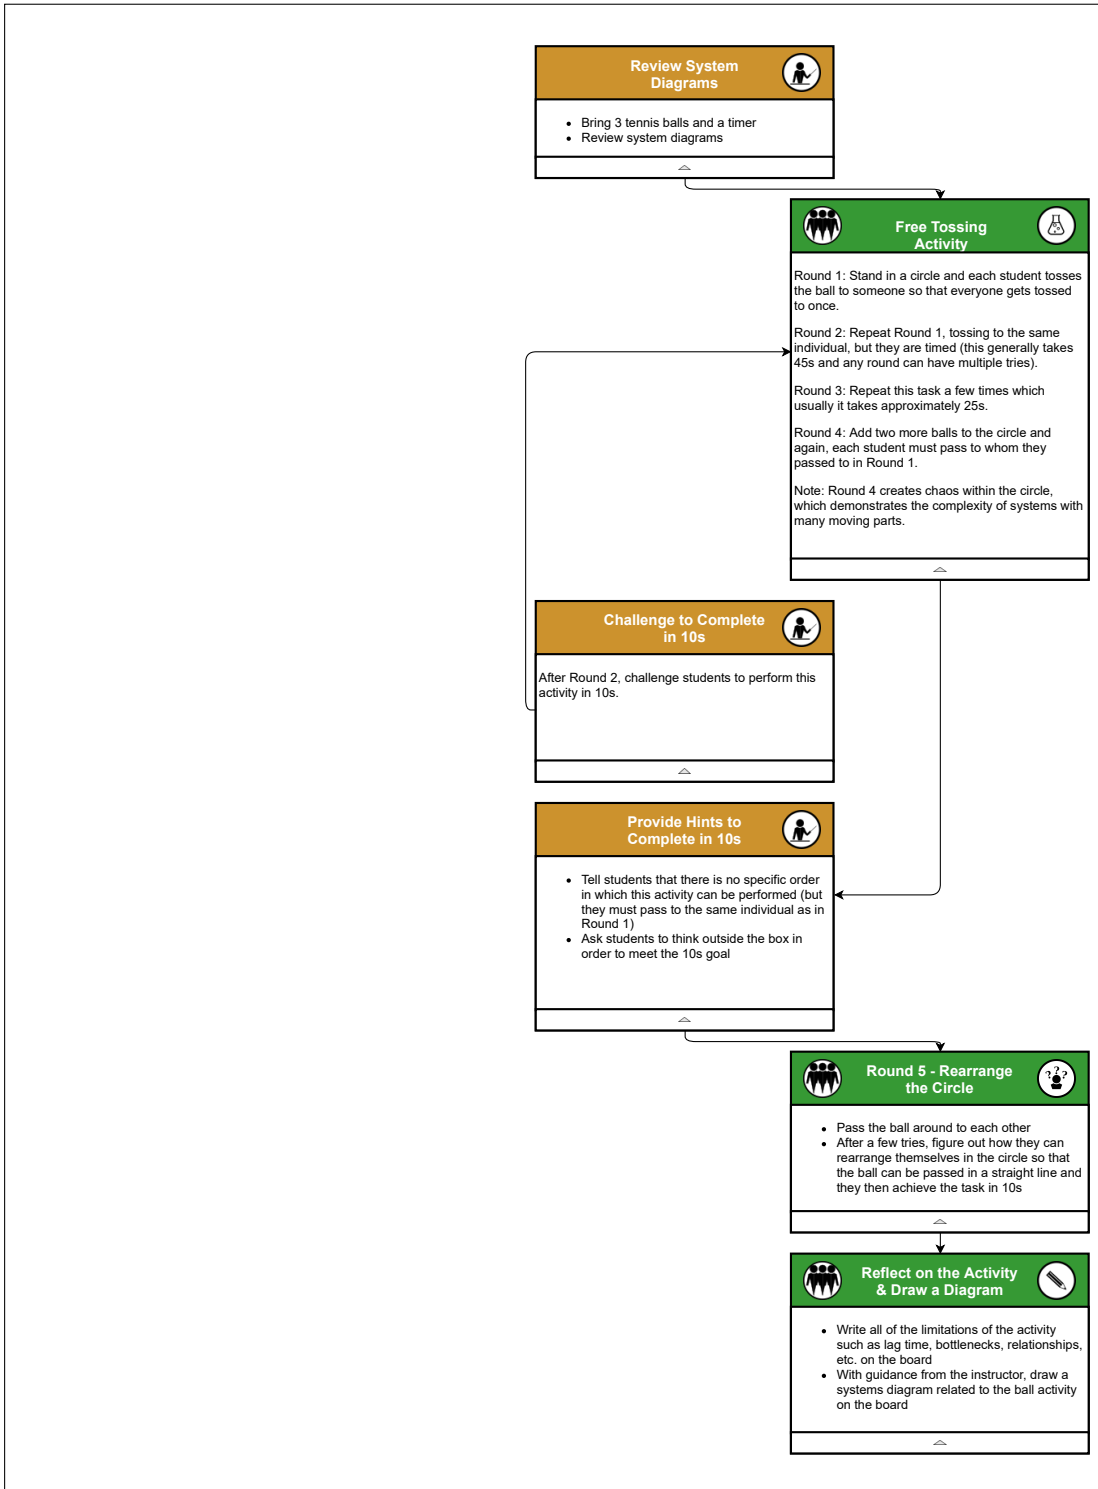 Review System
Diagrams
• Bring 3 tennis balls and a timer
• Review system diagrams
Free Tossing
Activity
Round 1: Stand in a circle and each student tosses
the ball to someone so that everyone gets tossed
to once.
Round 2: Repeat Round 1, tossing to the same
individual, but they are timed (this generally takes
45s and any round can have multiple tries).
Round 3: Repeat this task a few times which
usually it takes approximately 25s.
Round 4: Add two more balls to the circle and
again, each student must pass to whom they
passed to in Round 1.
Note: Round 4 creates chaos within the circle,
which demonstrates the complexity of systems with
many moving parts.
Challenge to Complete
in 10s
After Round 2, challenge students to perform this
activity in 10s.
Provide Hints to
Complete in 10s
• Tell students that there is no specific order
in which this activity can be performed (but
they must pass to the same individual as in
Round 1)
• Ask students to think outside the box in
order to meet the 10s goal
Round 5 - Rearrange
the Circle
? ? ?
• Pass the ball around to each other
• After a few tries, figure out how they can
rearrange themselves in the circle so that
the ball can be passed in a straight line and
they then achieve the task in 10s
Reflect on the Activity
& Draw a Diagram
• Write all of the limitations of the activity
such as lag time, bottlenecks, relationships,
etc. on the board
• With guidance from the instructor, draw a
systems diagram related to the ball activity
on the board